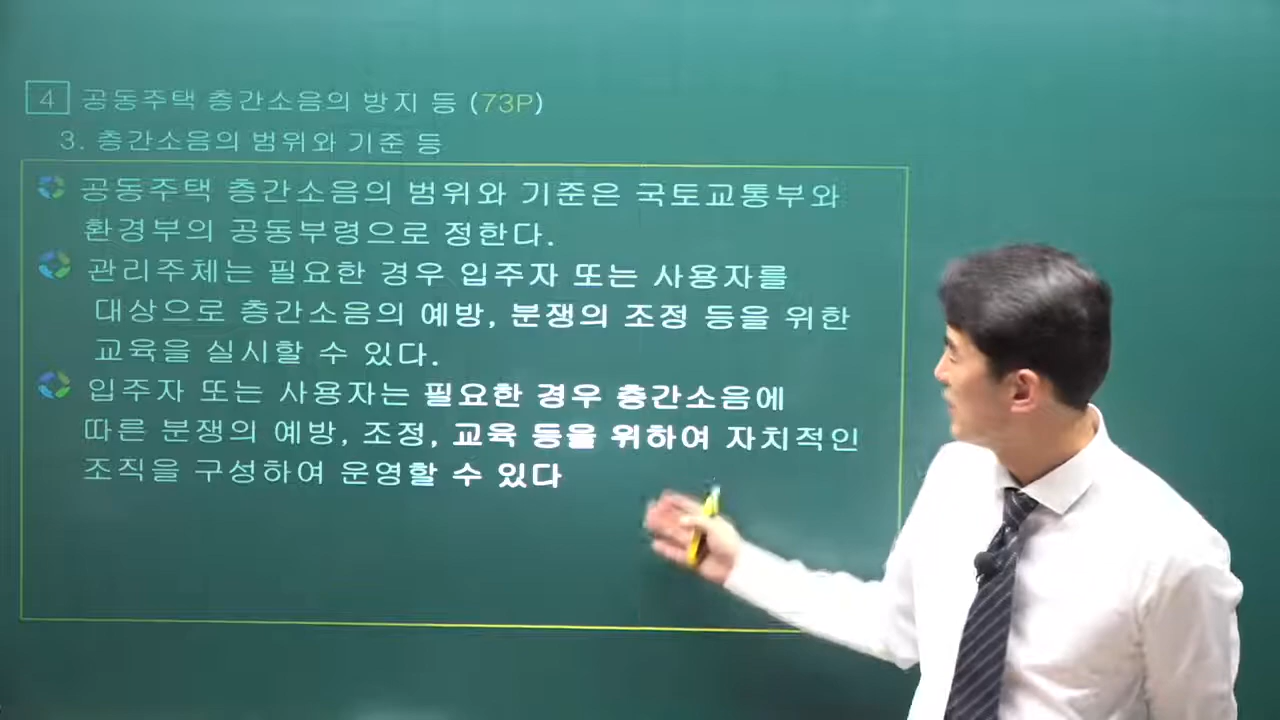 4 공동주택 층간소음의 방지 등 (73P)
3. 층간소음의 범위와 기준 등
공동주택 층간소음의 범위와 기준은 국토교통부와
환경부의 공동부령으로 정한다.
관리주체는 필요한 경우 입주자 또는 사용자를
대상으로 층간소음의 예방, 분쟁의 조정 등을 위한
교육을 실시할 수 있다.
입주자 또는 사용자는 필요한 경우 층간소음에
따른 분쟁의 예방, 조정, 교육 등을 위하여 자치적인
조직을 구성하여 운영할 수 있다